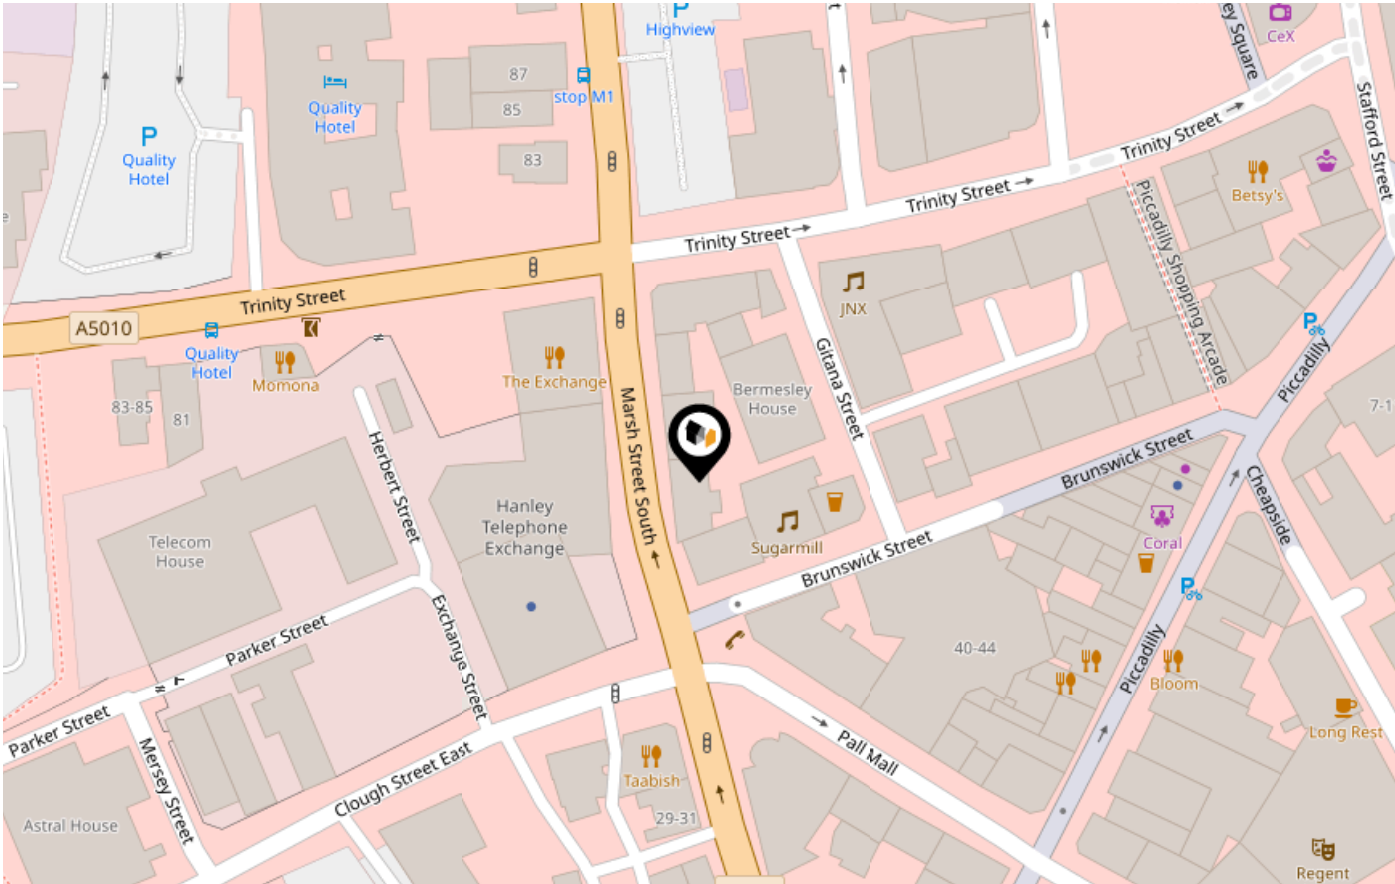 P
Highview
CeX
ey Square
Stafford Street
87
stop M1
85
Quality
Hotel
P
Quality
Hotel
83
Trinity Street
Trinity Street
Trinity Street
Betsy's
Piccadilly Shopping Arcade
Trinity Street
A5010
JNX
P
Quality
Hotel
Momona
The Exchange
Gitana Street
Piccadilly
Bermesley
House
83-85
81
7-1
Marsh Street South
Herbert Street
Brunswick Street
Cheapside
Hanley
Telephone
Exchange
Telecom
House
Sugarmill
Coral
Brunswick Street
P
Exchange Street
Parker Street
40-44
Piccadilly
Bloom
Parker Street
Long Rest
Mersey Street
Pall Mall
Clough Street East
Taabish
29-31
Astral House
Regent